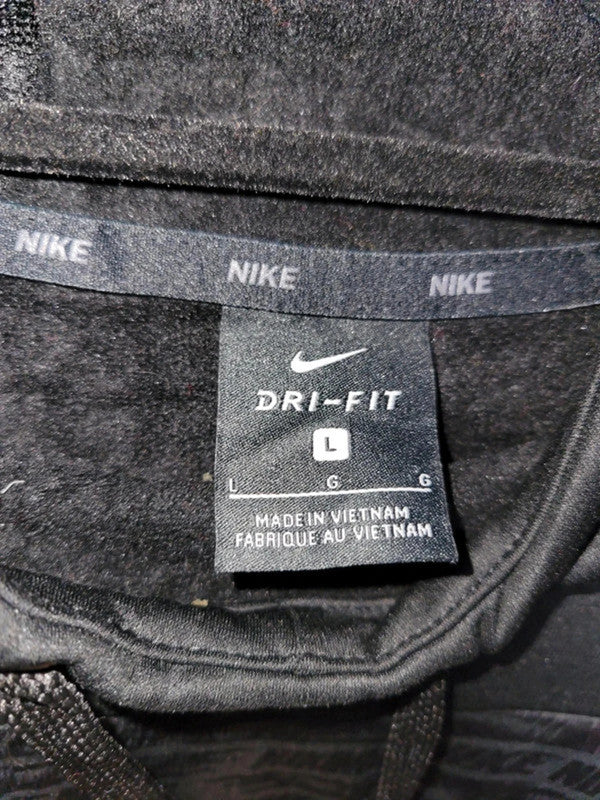 NIKE NIKE NIKE
DRI-FIT
L
L G G
MADE IN VIETNAM
FABRIQUE AU VIETNAM